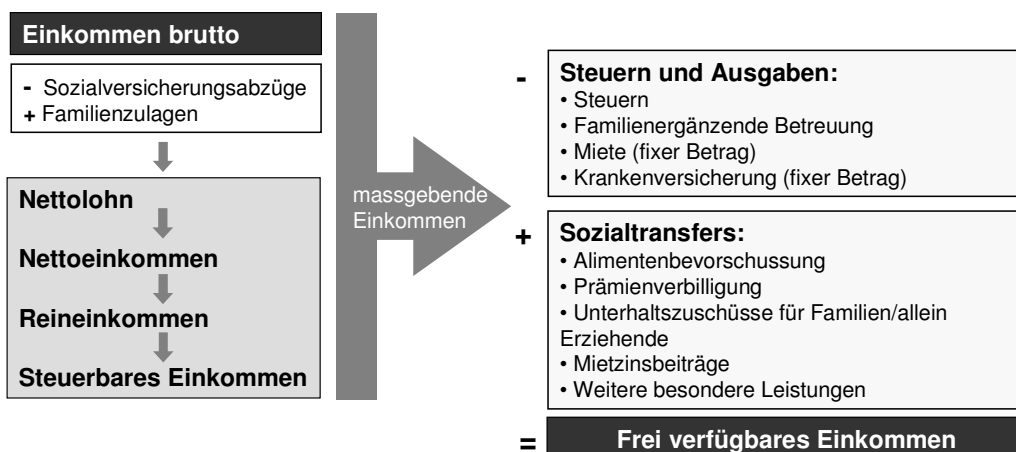 Einkommen brutto
- Sozialversicherungsabzüge
+ Familienzulagen
Nettolohn
Nettoeinkommen
Reineinkommen
Steuerbares Einkommen
massgebende
Einkommen
- Steuern und Ausgaben:
• Steuern
• Familienergänzende Betreuung
• Miete (fixer Betrag)
• Krankenversicherung (fixer Betrag)
+ Sozialtransfers:
• Alimentenbevorschussung
• Prämienverbilligung
• Unterhaltszuschüsse für Familien/allein
Erziehende
• Mietzinsbeiträge
• Weitere besondere Leistungen
= Frei verfügbares Einkommen